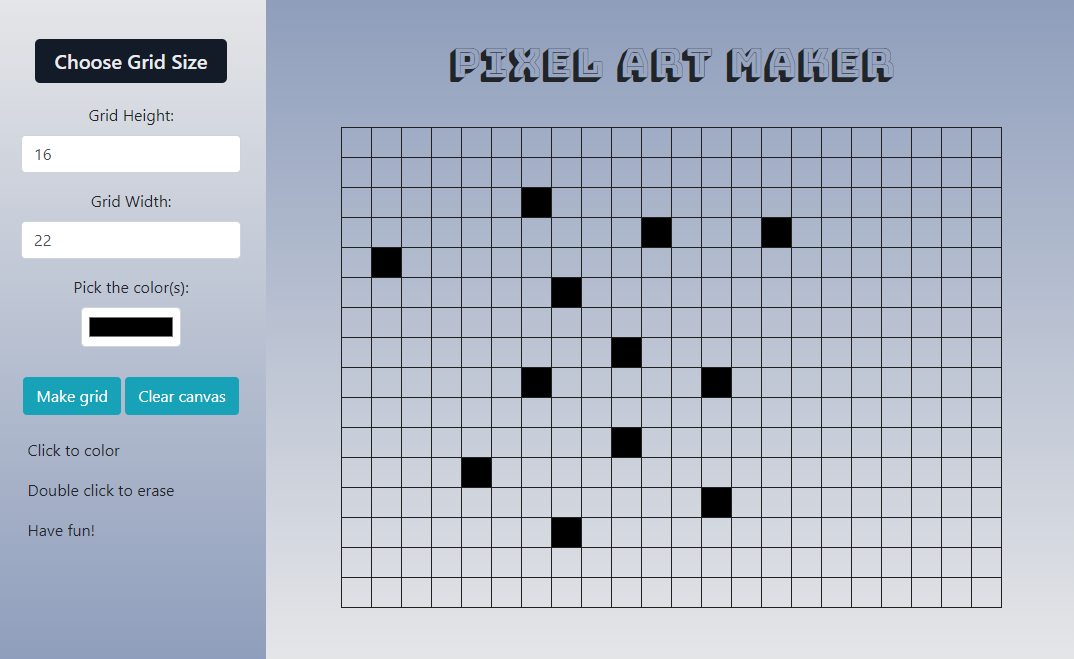 Choose Grid Size
Grid Height:
16
Grid Width:
22
Pick the color(s):
Make grid
Clear canvas
Click to color
Double click to erase
Have fun!
PIXEL ART MAKER